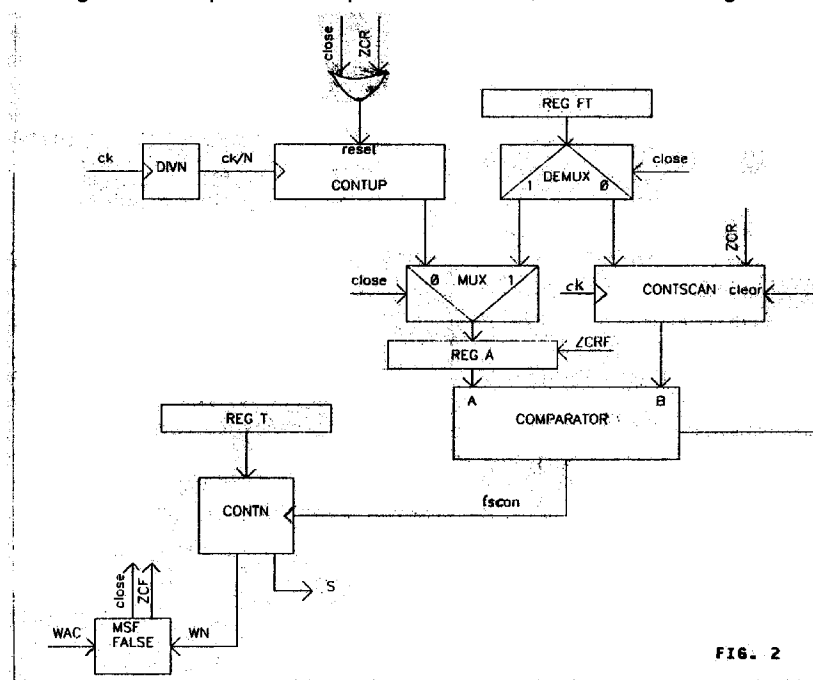 close
ZCR
REG FT
reset
CONTUP
ck
DIVN
ck/N
1
DEMUX
0
close
ZCR
close
0
MUX
1
ck
CONTSCAN
clear
REG A
ZCRF
A
COMPARATOR
B
REG T
CONTN
fscan
S
close
ZCF
WAC
MSF
FALSE
WN
FIG. 2